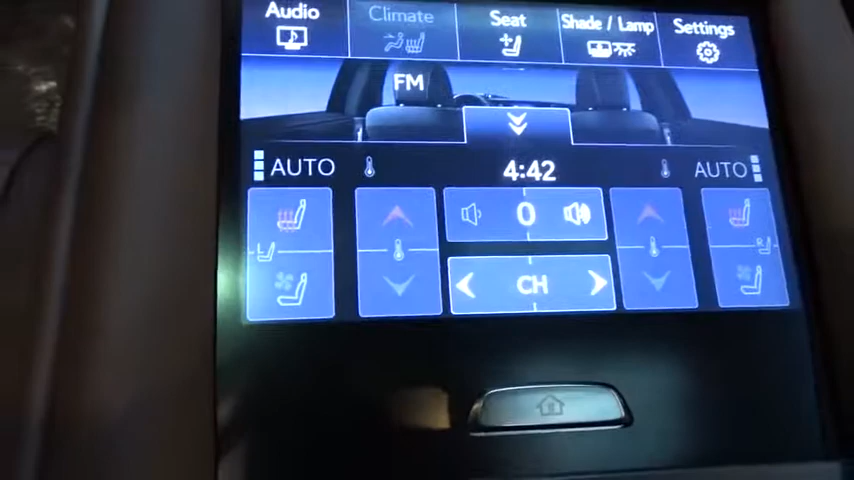 Audio Climate Seat Shade / Lamp Settings
FM
AUTO 4:42 AUTO
0
L R
CH